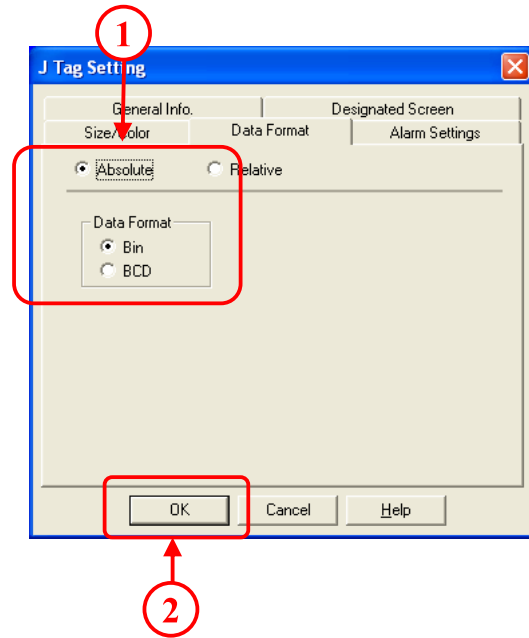 1
J Tag Setting
General Info. Designated Screen
Size/Color Data Format Alarm Settings
Absolute Relative
Data Format
Bin
BCD
OK Cancel Help
2